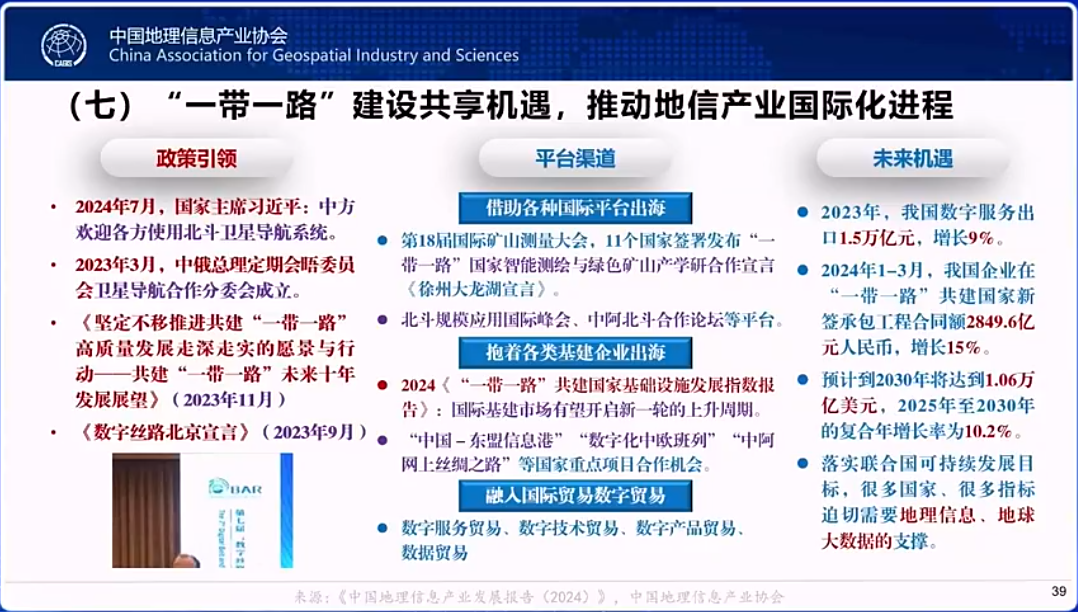 中国地理信息产业协会
China Association for Geospatial Industry and Sciences
CAGIS
（七）“一带一路”建设共享机遇，推动地信产业国际化进程
政策引领
• 2024年7月，国家主席习近平：中方
欢迎各方使用北斗卫星导航系统。
• 2023年3月，中俄总理定期会晤委员
会卫星导航合作分委会成立。
• 《坚定不移推进共建“一带一路”
高质量发展走深走实的愿景与行
动——共建“一带一路”未来十年
发展展望》（2023年11月）
• 《数字丝路北京宣言》（2023年9月）
BAR
第七届“数字丝
平台渠道
借助各种国际平台出海
● 第18届国际矿山测量大会，11个国家签署发布“一
带一路”国家智能测绘与绿色矿山产学研合作宣言
《徐州大龙湖宣言》。
● 北斗规模应用国际峰会、中阿北斗合作论坛等平台。
抱着各类基建企业出海
● 2024《“一带一路”共建国家基础设施发展指数报
告》：国际基建市场有望开启新一轮的上升周期。
● “中国－东盟信息港”“数字化中欧班列”“中阿
网上丝绸之路”等国家重点项目合作机会。
融入国际贸易数字贸易
● 数字服务贸易、数字技术贸易、数字产品贸易、
数据贸易
未来机遇
● 2023年，我国数字服务出
口1.5万亿元，增长9%。
● 2024年1-3月，我国企业在
“一带一路”共建国家新
签承包工程合同额2849.6亿
元人民币，增长15%。
● 预计到2030年将达到1.06万
亿美元，2025年至2030年
的复合年增长率为10.2%。
● 落实联合国可持续发展目
标，很多国家、很多指标
迫切需要地理信息、地球
大数据的支撑。
来源：《中国地理信息产业发展报告（2024）》，中国地理信息产业协会
39